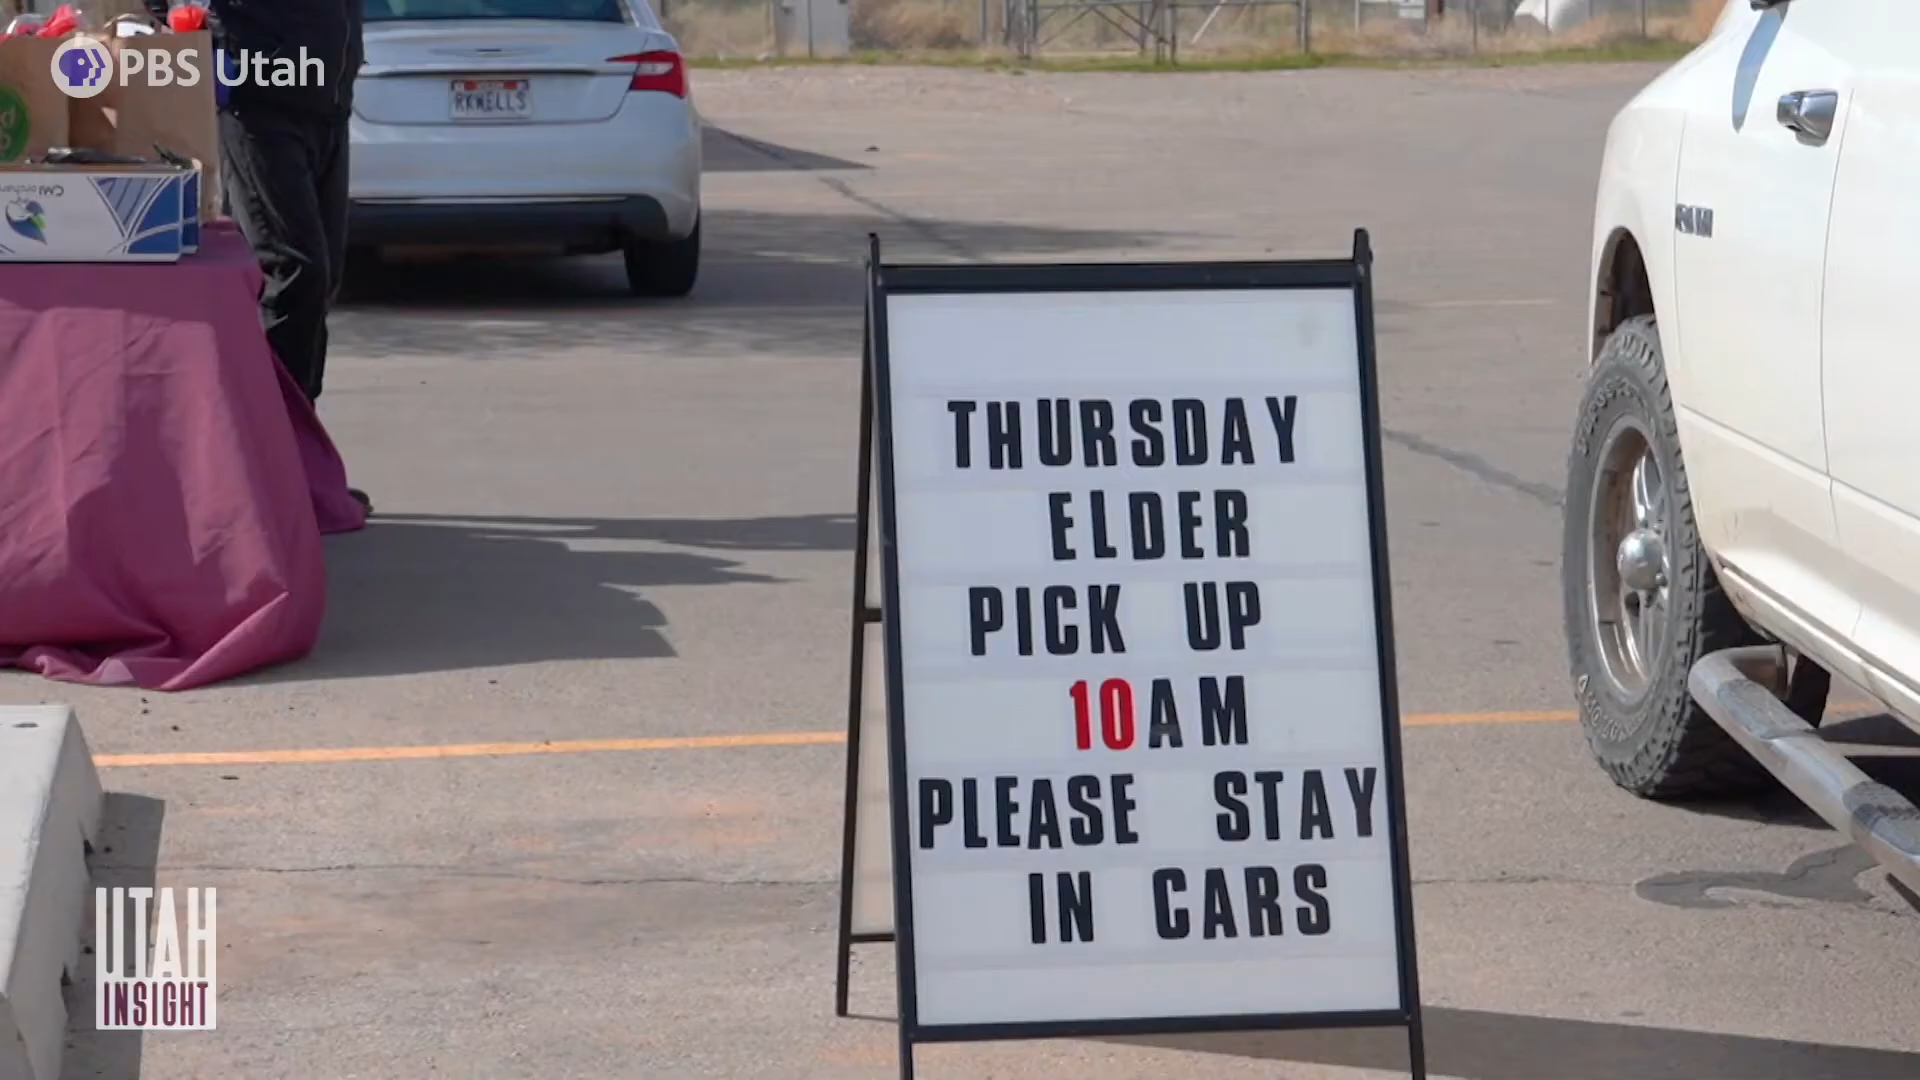 PBS Utah
RKWELLS
THURSDAY
ELDER
PICK UP
10AM
PLEASE STAY
IN CARS
UTAH
INSIGHT